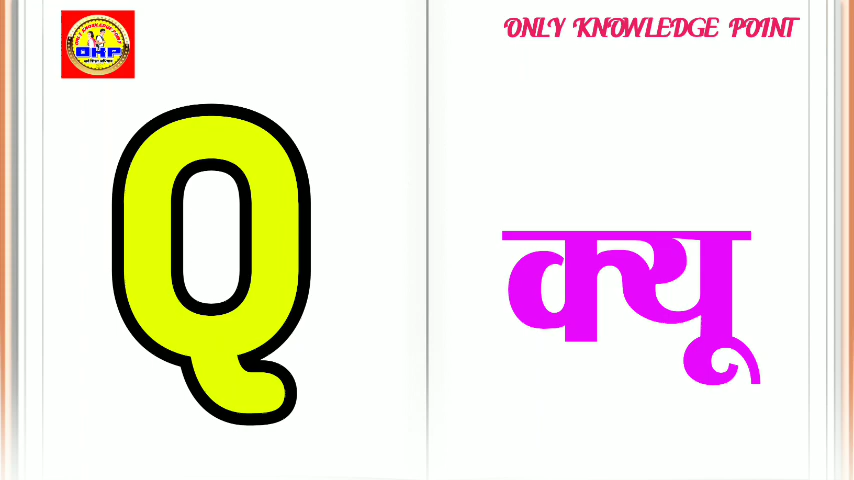 OKP
ONLY KNOWLEDGE POINT
Q
क्यू